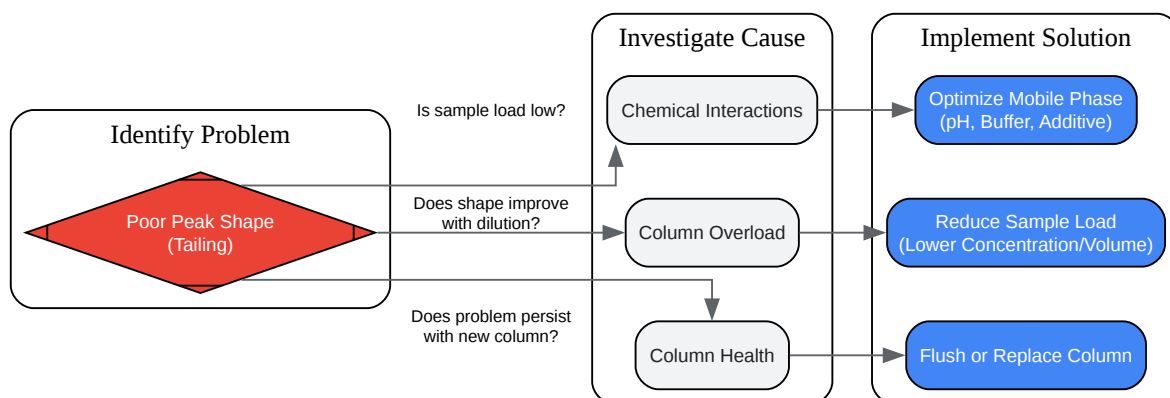 Identify Problem
Poor Peak Shape
(Tailing)
Is sample load low?
Does shape improve
with dilution?
Does problem persist
with new column?
Investigate Cause
Chemical Interactions
Column Overload
Column Health
Implement Solution
Optimize Mobile Phase
(pH, Buffer, Additive)
Reduce Sample Load
(Lower Concentration/Volume)
Flush or Replace Column